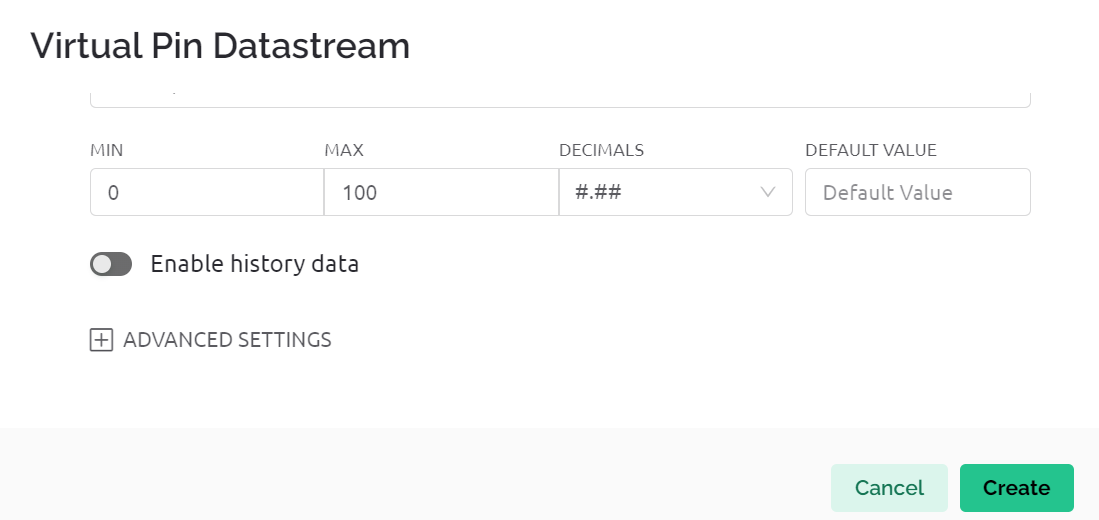 Virtual Pin Datastream
MIN MAX DECIMALS DEFAULT VALUE
0 100 #.## Default Value
Enable history data
ADVANCED SETTINGS
Cancel Create